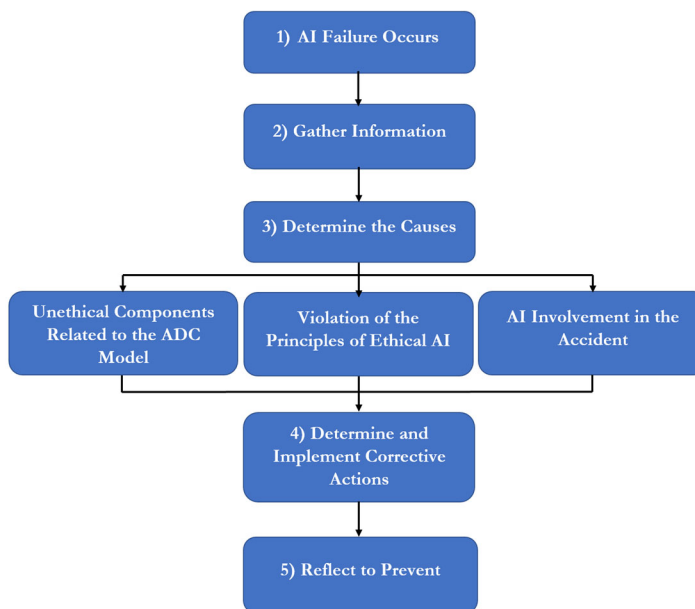 1) AI Failure Occurs
2) Gather Information
3) Determine the Causes
Unethical Components
Related to the ADC
Model
Violation of the
Principles of Ethical AI
AI Involvement in the
Accident
4) Determine and
Implement Corrective
Actions
5) Reflect to Prevent